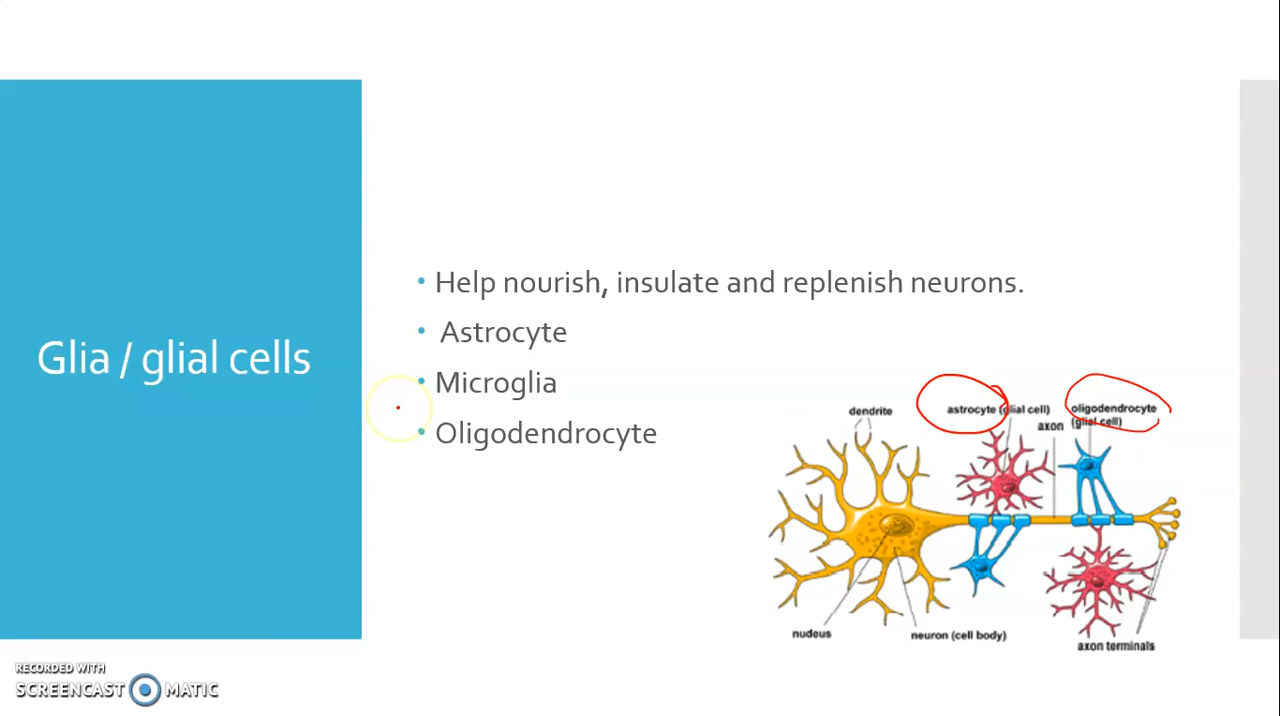 Glia / glial cells
Help nourish, insulate and replenish neurons.
Astrocyte
Microglia
Oligodendrocyte
dendrite
astrocyte (glial cell)
oligodendrocyte
(glial cell)
axon
nudeus
neuron (cell body)
axon terminals
RECORDED WITH
SCREENCAST MATIC